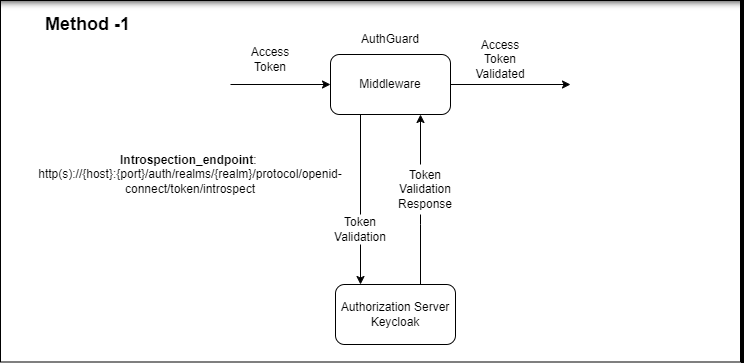 Method -1
AuthGuard
Access
Token
Middleware
Access
Token
Validated
Introspection_endpoint:
http(s)://{host}:{port}/auth/realms/{realm}/protocol/openid-
connect/token/introspect
Token
Validation
Response
Token
Validation
Authorization Server
Keycloak